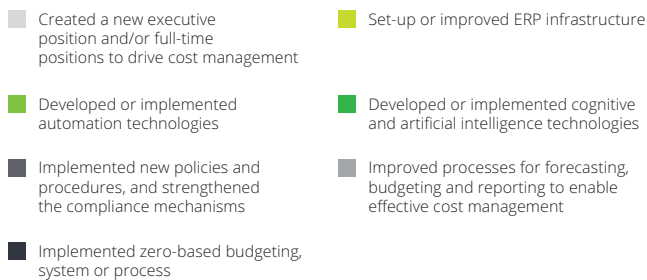 Created a new executive
position and/or full-time
positions to drive cost management
Set-up or improved ERP infrastructure
Developed or implemented
automation technologies
Developed or implemented cognitive
and artificial intelligence technologies
Implemented new policies and
procedures, and strengthened
the compliance mechanisms
Improved processes for forecasting,
budgeting and reporting to enable
effective cost management
Implemented zero-based budgeting,
system or process